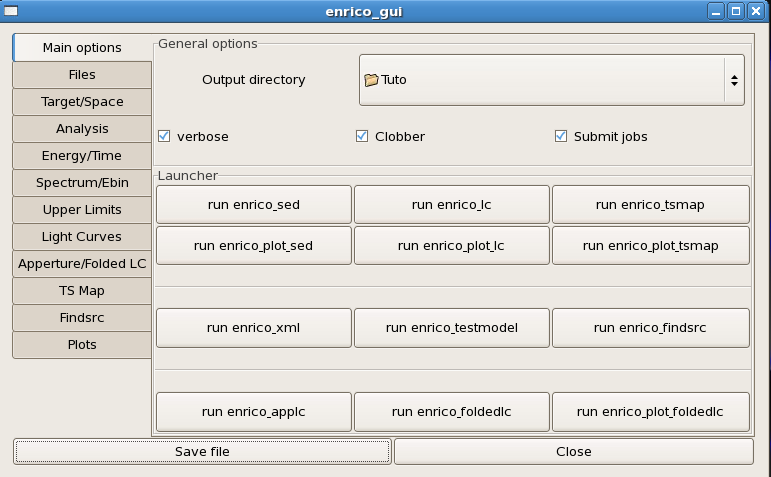 enrico_gui
Main options
Files
Target/Space
Analysis
Energy/Time
Spectrum/Ebin
Upper Limits
Light Curves
Apperture/Folded LC
TS Map
Findsrc
Plots
General options
Output directory Tuto
verbose Clobber Submit jobs
Launcher
run enrico_sed run enrico_lc run enrico_tsmap
run enrico_plot_sed run enrico_plot_lc run enrico_plot_tsmap
run enrico_xml run enrico_testmodel run enrico_findsrc
run enrico_applc run enrico_foldedlc run enrico_plot_foldedlc
Save file Close